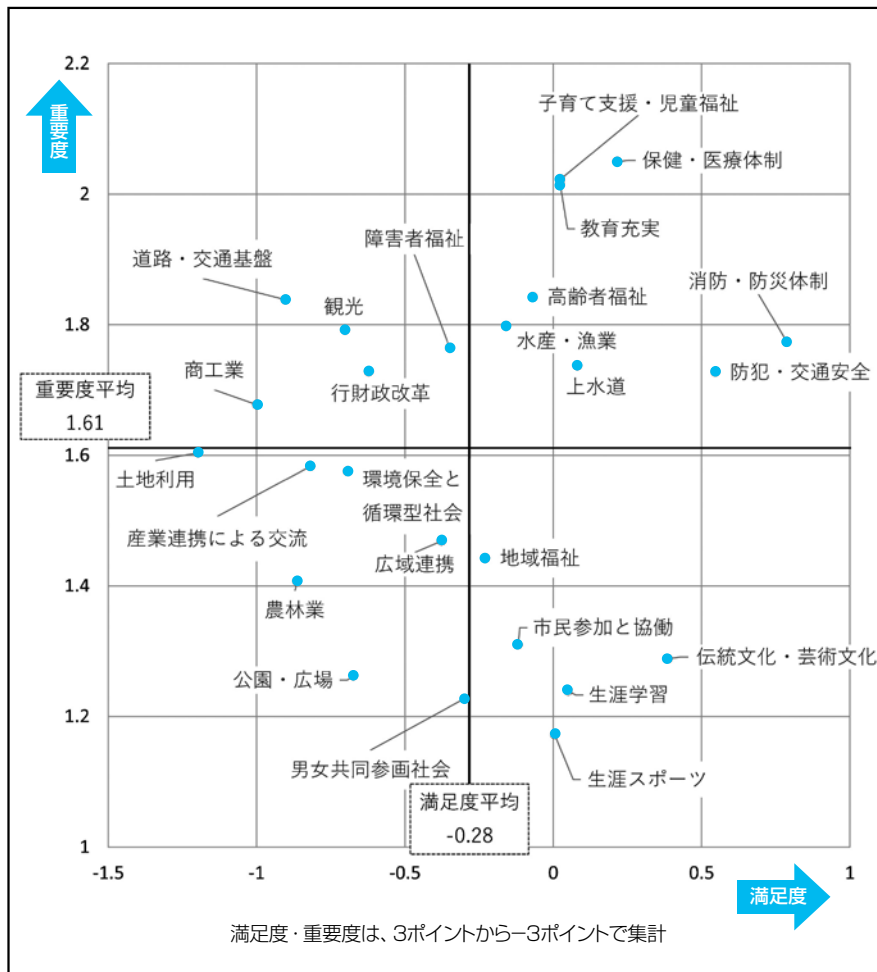 2.2
重要度
子育て支援・児童福祉
保健・医療体制
2
教育充実
障害者福祉
道路・交通基盤
消防・防災体制
高齢者福祉
観光
1.8
水産・漁業
商工業
行財政改革
上水道
防犯・交通安全
重要度平均
1.61
1.6
土地利用
環境保全と
循環型社会
産業連携による交流
広域連携
地域福祉
1.4
農林業
市民参加と協働
伝統文化・芸術文化
公園・広場
生涯学習
1.2
男女共同参画社会
生涯スポーツ
満足度平均
-0.28
1
-1.5
-1
-0.5
0
0.5
1
満足度
満足度・重要度は、3ポイントから−3ポイントで集計